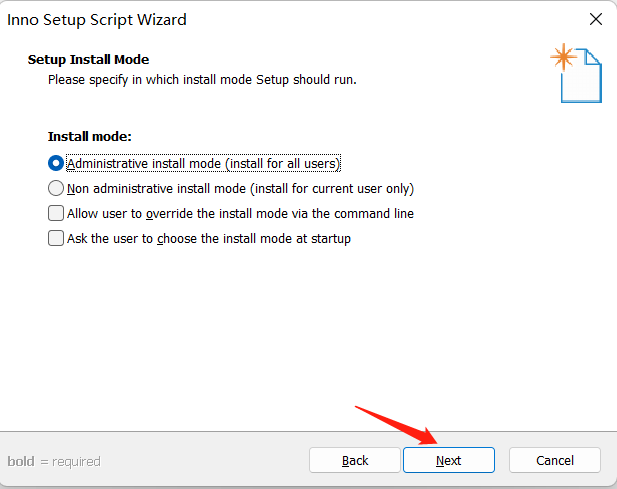 Inno Setup Script Wizard
Setup Install Mode
Please specify in which install mode Setup should run.
Install mode:
Administrative install mode (install for all users)
Non administrative install mode (install for current user only)
Allow user to override the install mode via the command line
Ask the user to choose the install mode at startup
bold = required
Back
Next
Cancel